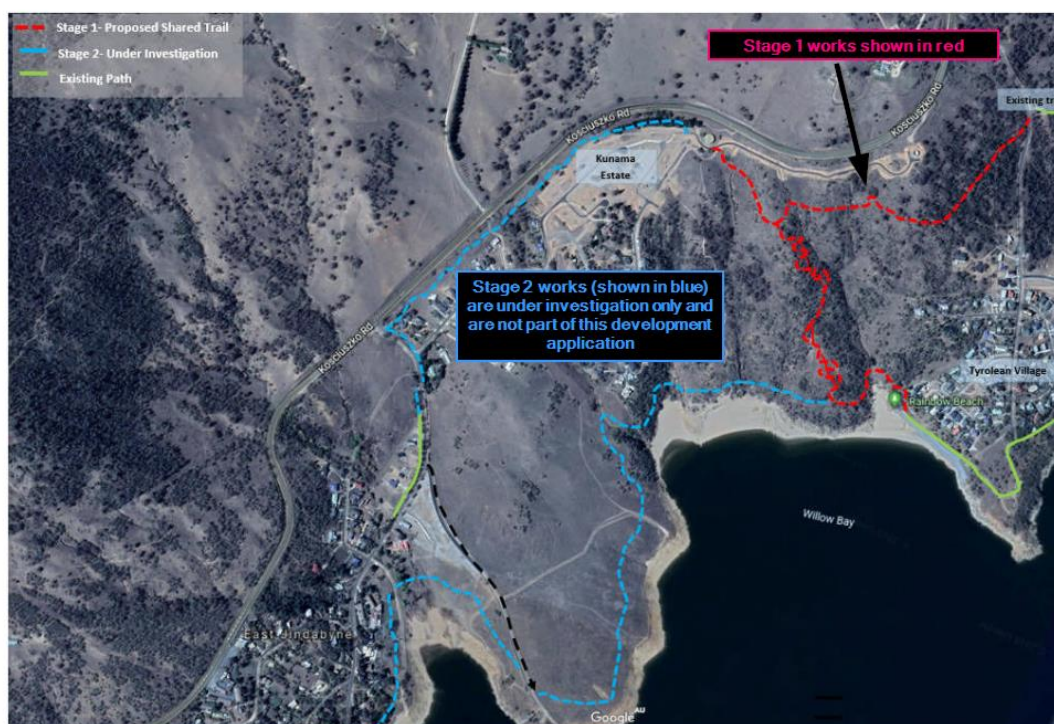 Stage 1- Proposed Shared Trail
Stage 2- Under Investigation
Existing Path
Stage 1 works shown in red
Existing tr
Kosciuszko Rd
Kosciuszko Rd
Kunama
Estate
Stage 2 works (shown in blue)
are under investigation only and
are not part of this development
application
Kosciuszko Rd
Tyrolean Village
Rainbow Beach
Willow Bay
East Jindabyne
Google
AU